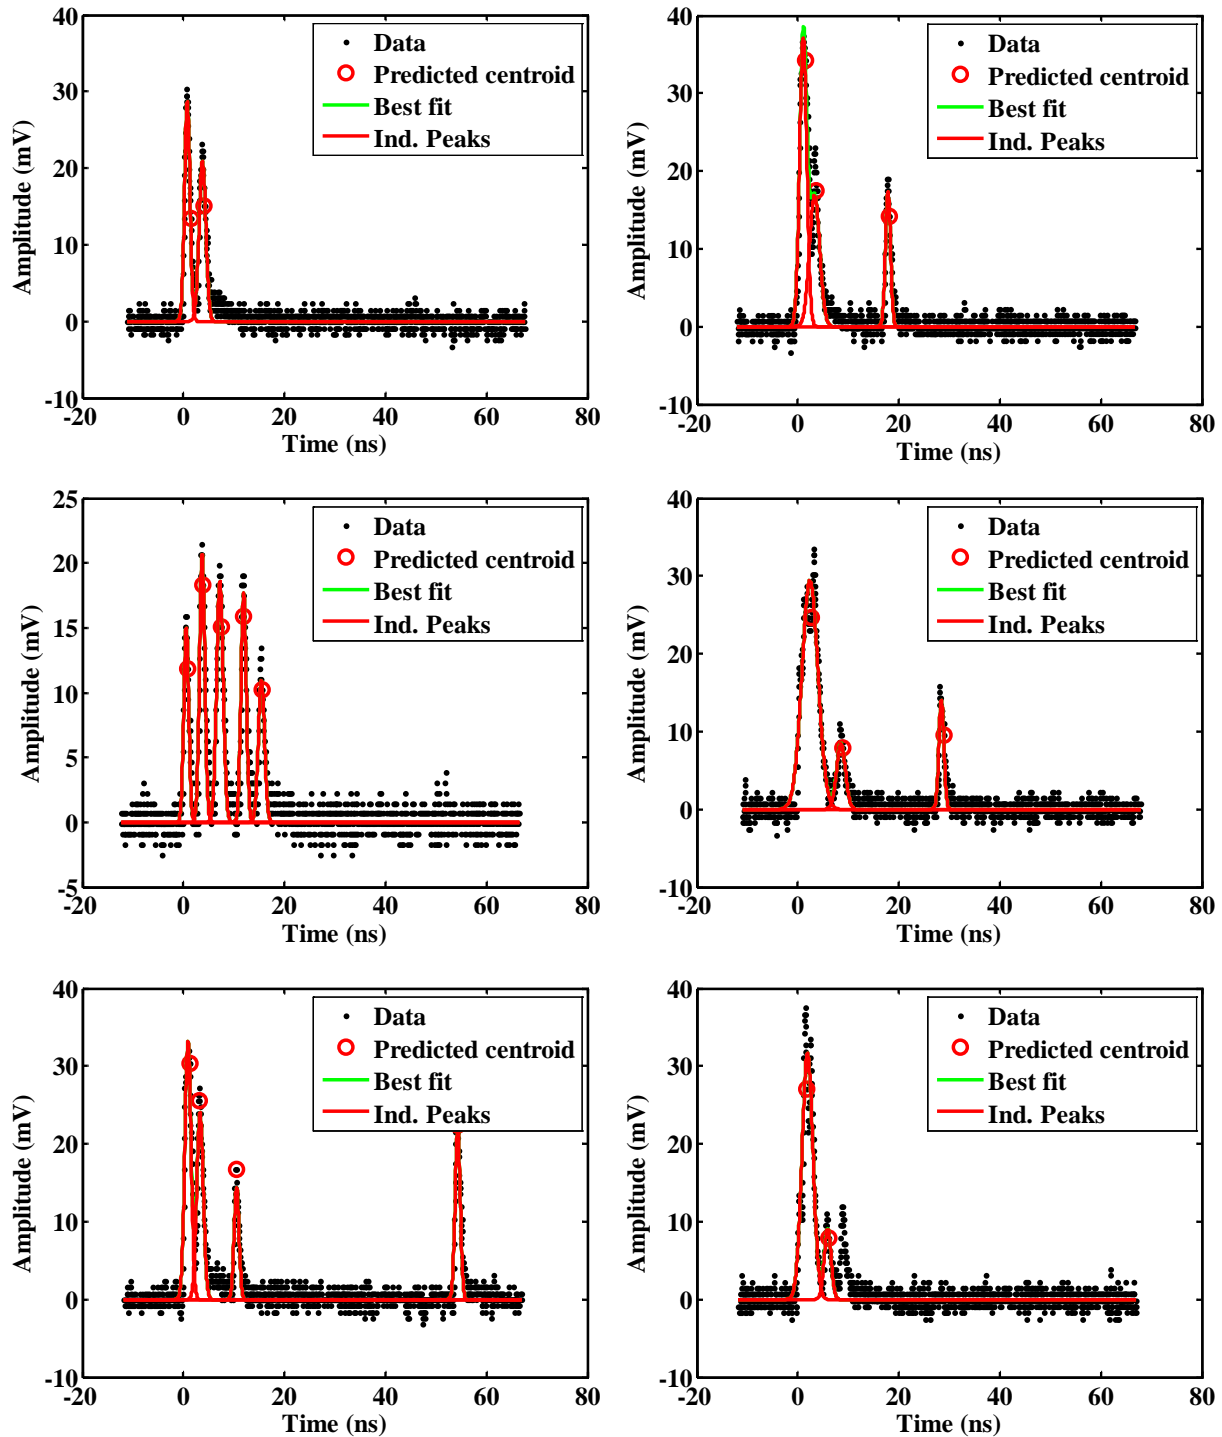 40
30
20
10
0
-10
Amplitude (mV)
-20 0 20 40 60 80
Time (ns)
Data
Predicted centroid
Best fit
Ind. Peaks
40
30
20
10
0
-10
Amplitude (mV)
-20 0 20 40 60 80
Time (ns)
Data
Predicted centroid
Best fit
Ind. Peaks
25
20
15
10
5
0
-5
Amplitude (mV)
-20 0 20 40 60 80
Time (ns)
Data
Predicted centroid
Best fit
Ind. Peaks
40
30
20
10
0
-10
Amplitude (mV)
-20 0 20 40 60 80
Time (ns)
Data
Predicted centroid
Best fit
Ind. Peaks
40
30
20
10
0
-10
Amplitude (mV)
-20 0 20 40 60 80
Time (ns)
Data
Predicted centroid
Best fit
Ind. Peaks
40
30
20
10
0
-10
Amplitude (mV)
-20 0 20 40 60 80
Time (ns)
Data
Predicted centroid
Best fit
Ind. Peaks